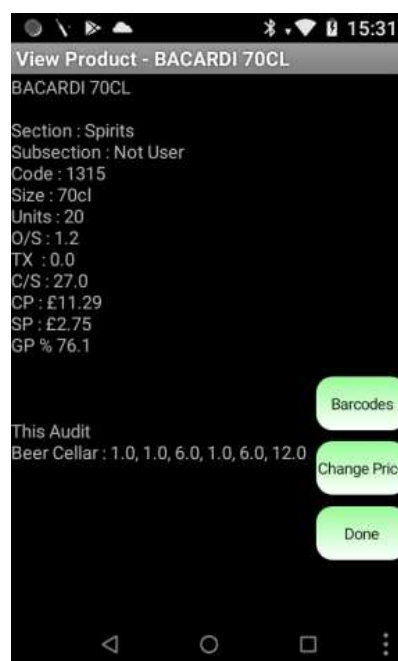 15:31
View Product - BACARDI 70CL
BACARDI 70CL
Section : Spirits
Subsection : Not User
Code : 1315
Size : 70cl
Units : 20
O/S : 1.2
TX : 0.0
C/S : 27.0
CP : £11.29
SP : £2.75
GP % 76.1
Barcodes
This Audit
Beer Cellar : 1.0, 1.0, 6.0, 1.0, 6.0, 12.0
Change Pric
Done